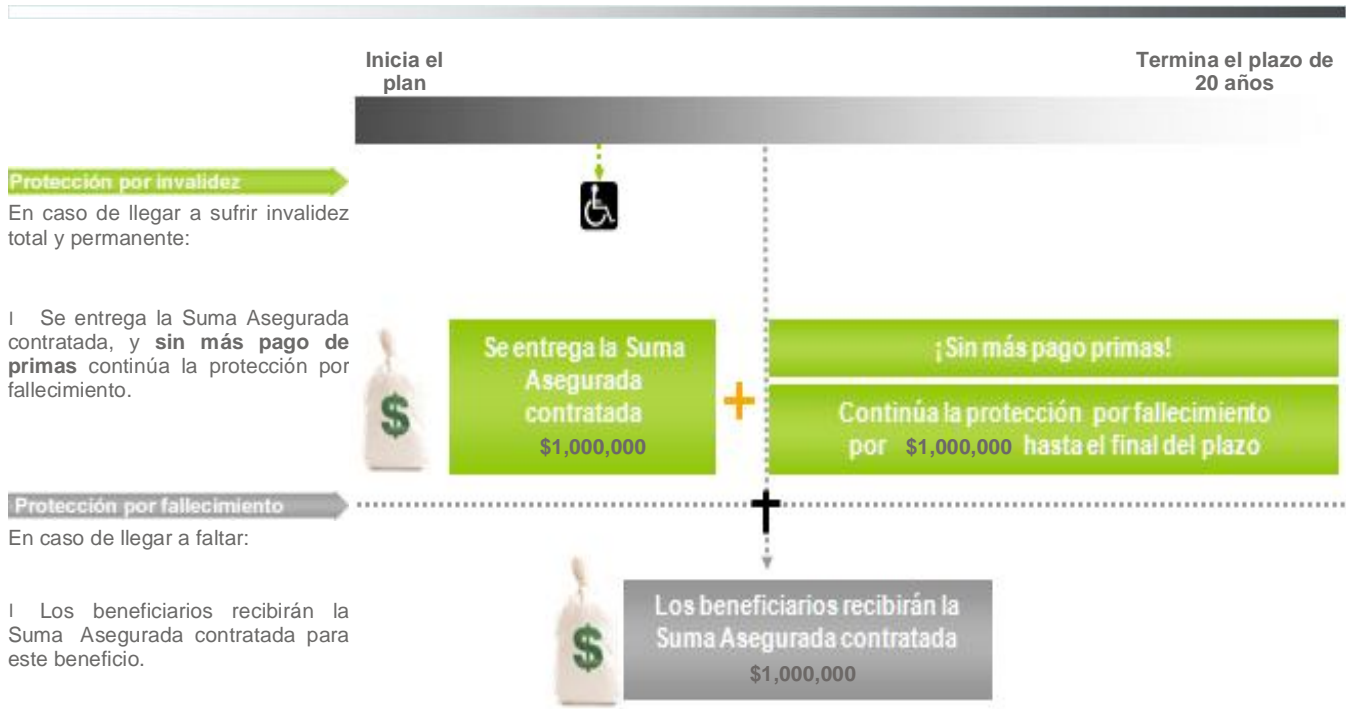 Inicia el
plan
Termina el plazo de
20 años
Protección por invalidez
En caso de llegar a sufrir invalidez
total y permanente:
l Se entrega la Suma Asegurada
contratada, y sin más pago de
primas continúa la protección por
fallecimiento.
$
Se entrega la Suma
Asegurada
contratada
$1,000,000
¡Sin más pago primas!
Continúa la protección por fallecimiento
por $1,000,000 hasta el final del plazo
Protección por fallecimiento
En caso de llegar a faltar:
l Los beneficiarios recibirán la
Suma Asegurada contratada para
este beneficio.
$
Los beneficiarios recibirán la
Suma Asegurada contratada
$1,000,000